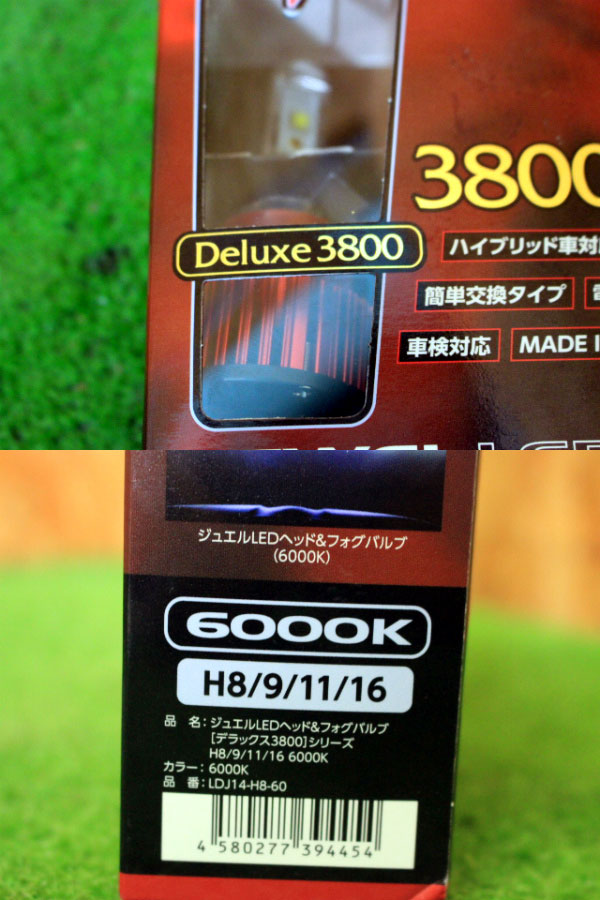 3800
Deluxe 3800
ハイブリッド車対
簡単交換タイプ
車検対応
MADE
ジュエルLEDヘッド&フォグバルブ
(6000K)
6000K
H8/9/11/16
品 名:ジュエルLEDヘッド&フォグバルブ
[デラックス3800]シリーズ
H8/9/11/16 6000K
カラー:6000K
品 番:LDJ14-H8-60
4 580277 394454